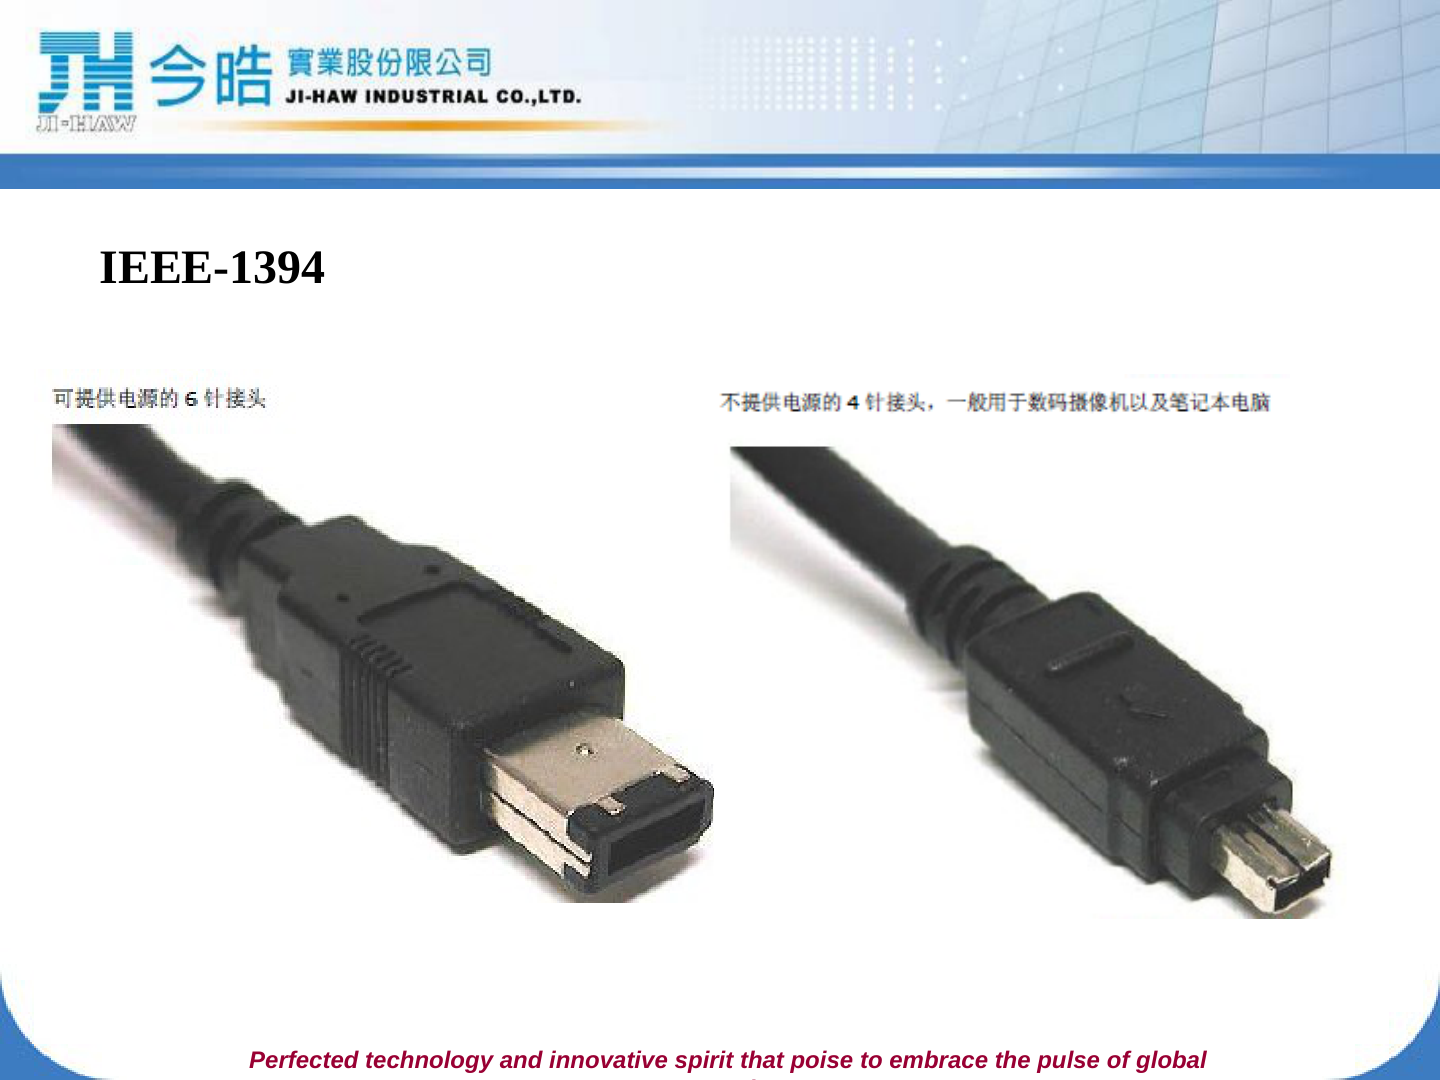 今皓 實業股份限公司
JI-HAW INDUSTRIAL CO.,LTD.
JI-HAW
IEEE-1394
可提供电源的 6 针接头
不提供电源的 4 针接头，一般用于数码摄像机以及笔记本电脑
Perfected technology and innovative spirit that poise to embrace the pulse of global